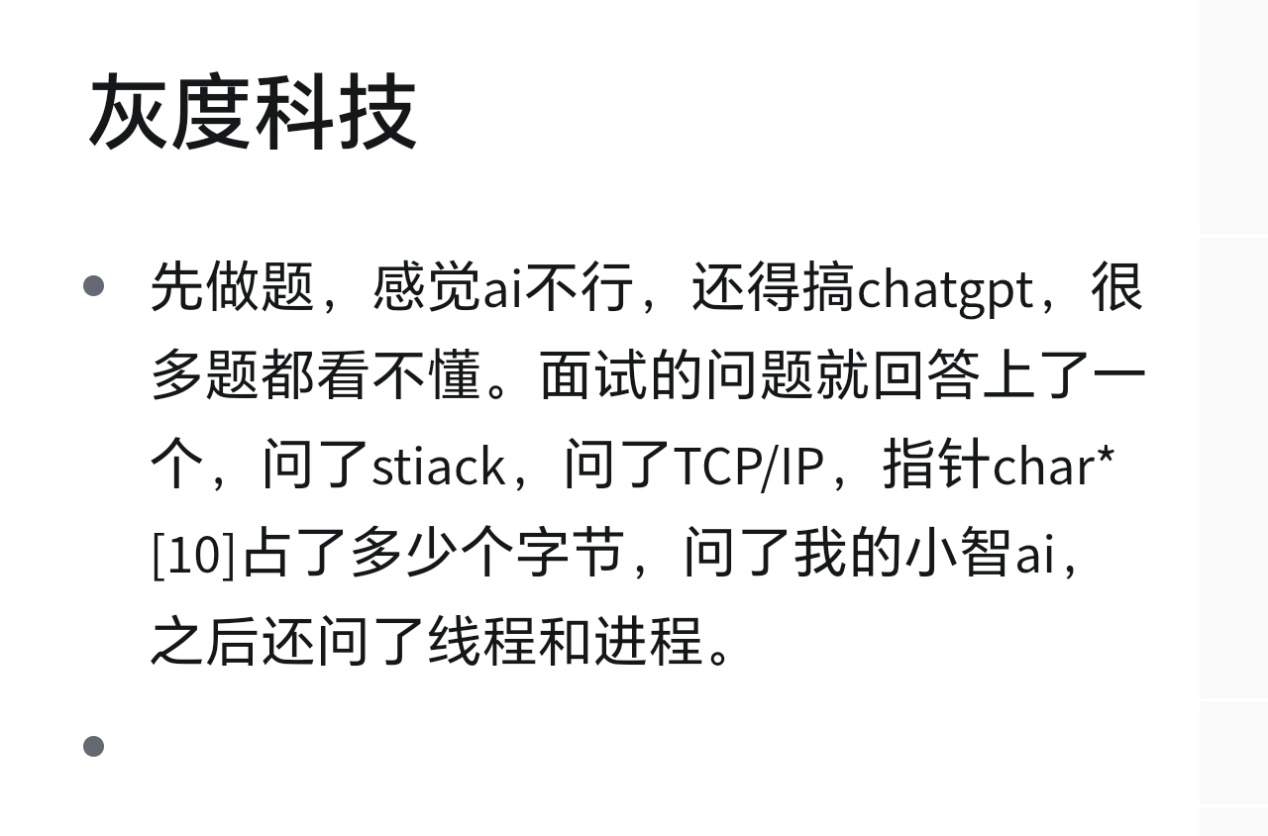 灰度科技
先做题，感觉ai不行，还得搞chatgpt，很
多题都看不懂。面试的问题就回答上了一
个，问了stiack，问了TCP/IP，指针char*
[10]占了多少个字节，问了我的小智ai，
之后还问了线程和进程。